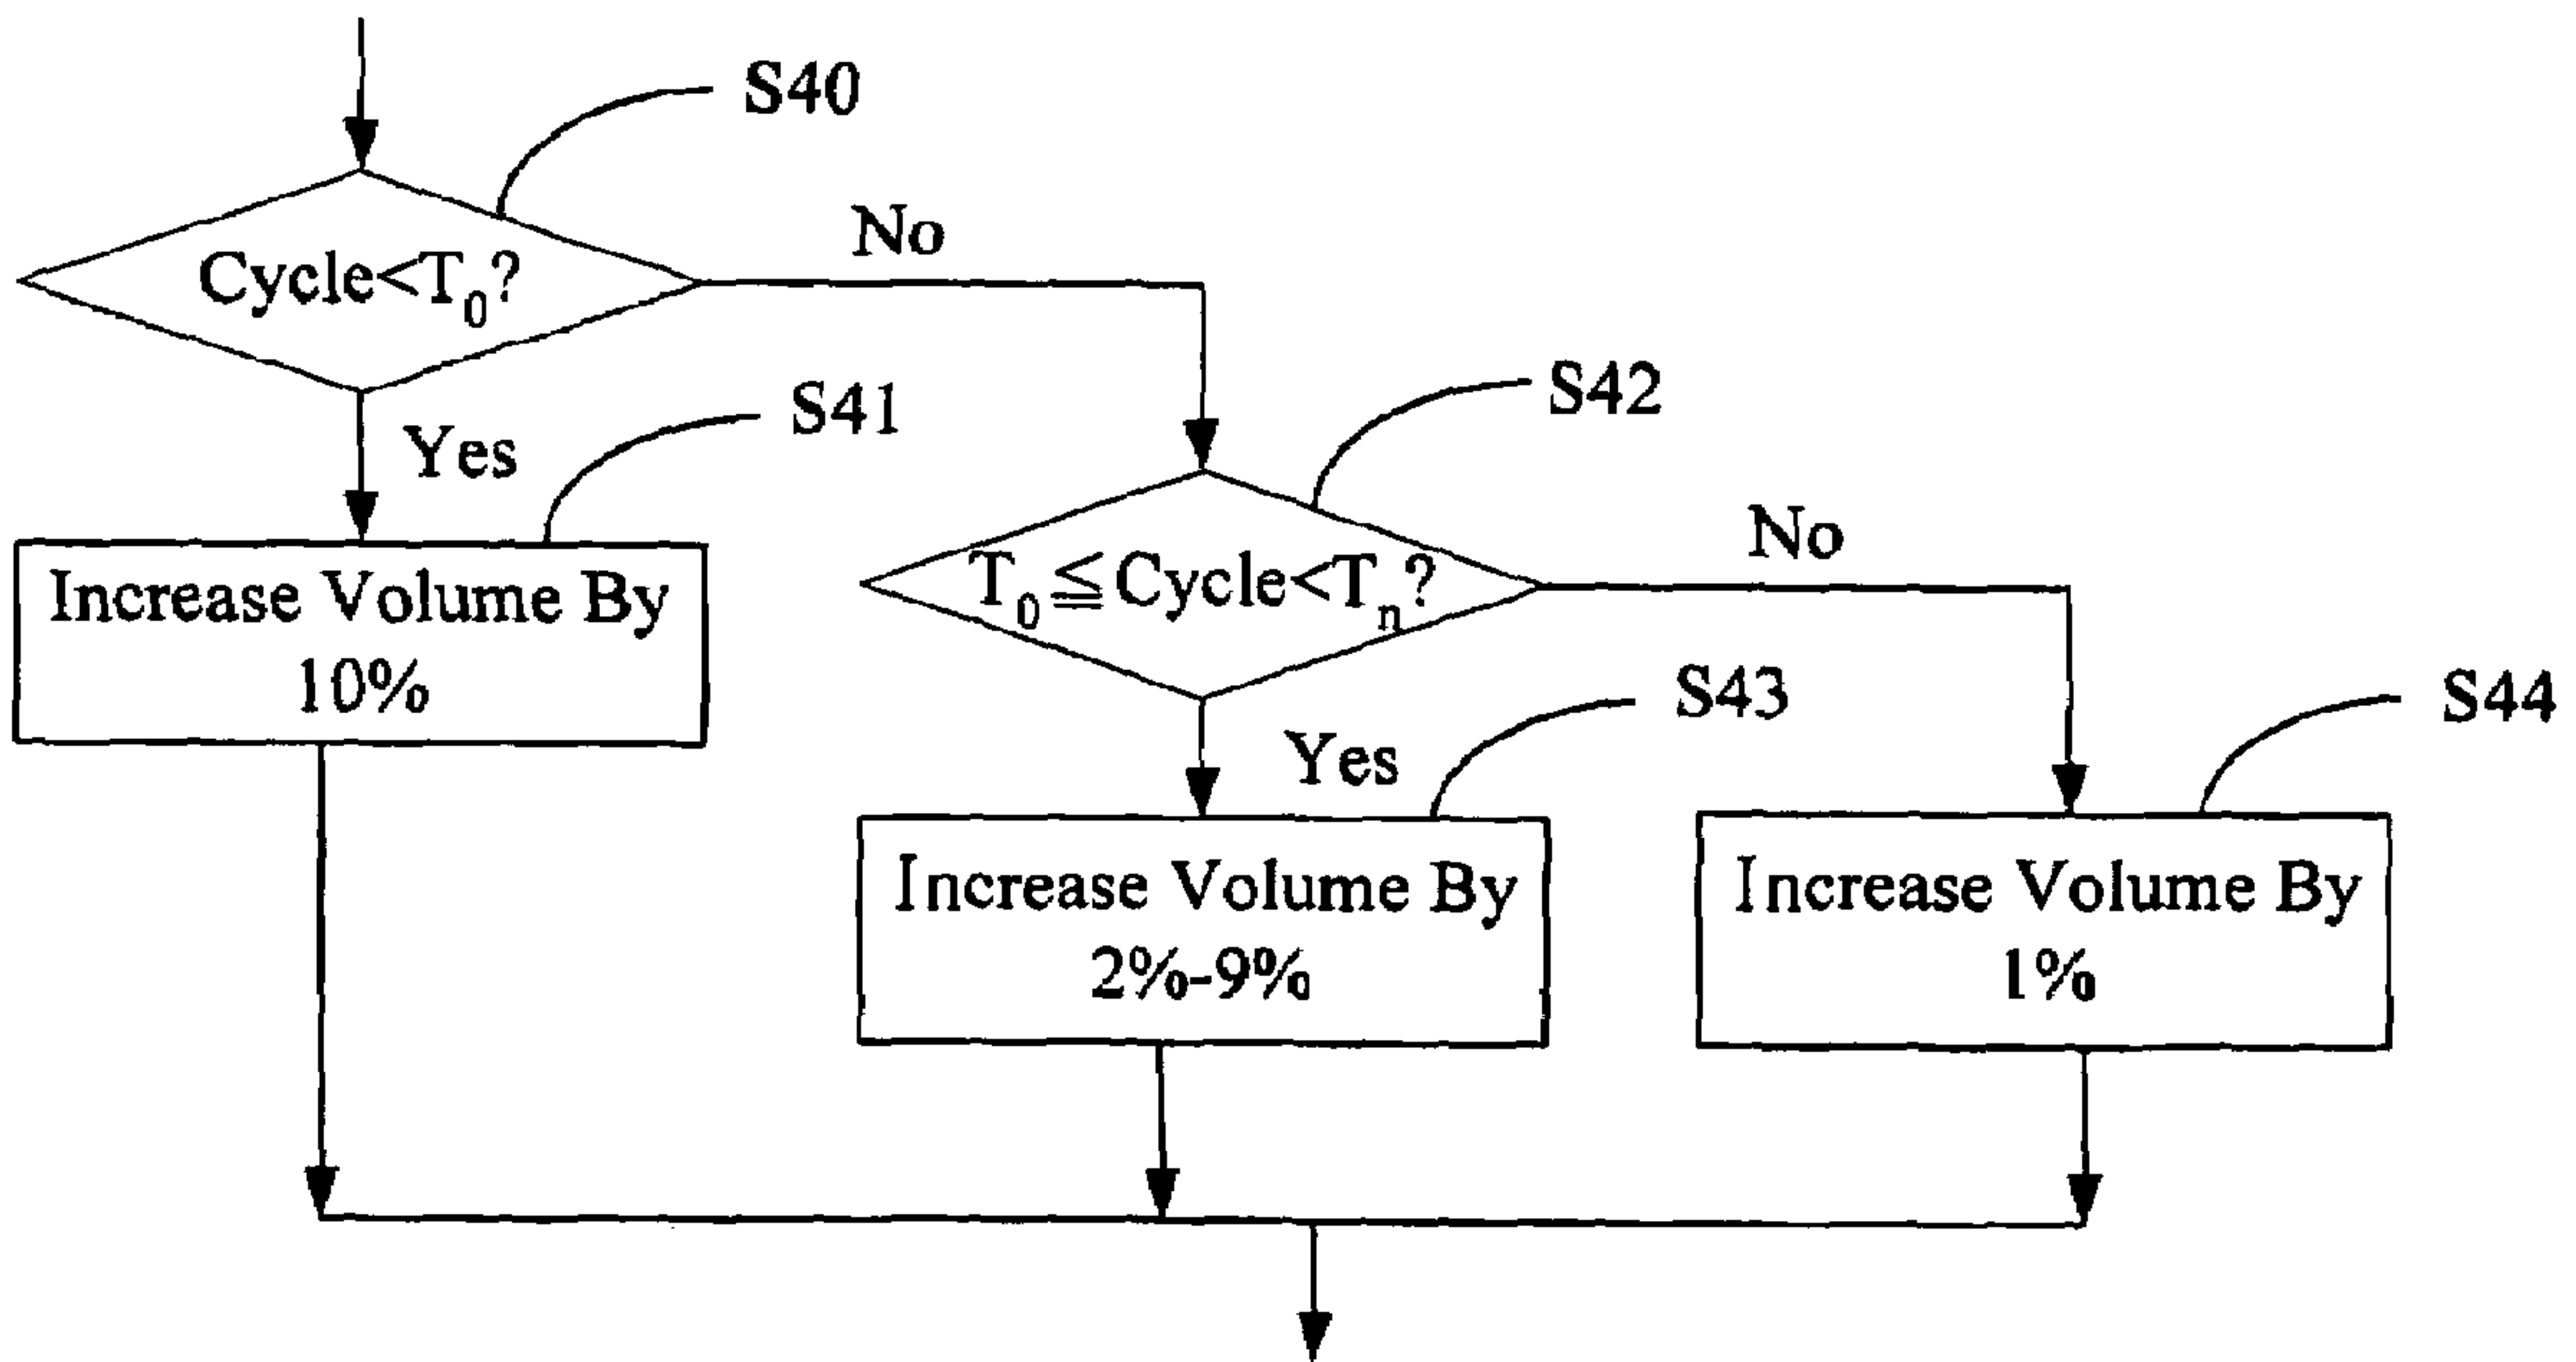 S40
Cycle<T₀?
No
Yes
S41
Increase Volume By
10%
S42
T₀≦Cycle<Tₙ?
No
Yes
S43
Increase Volume By
2%-9%
S44
Increase Volume By
1%